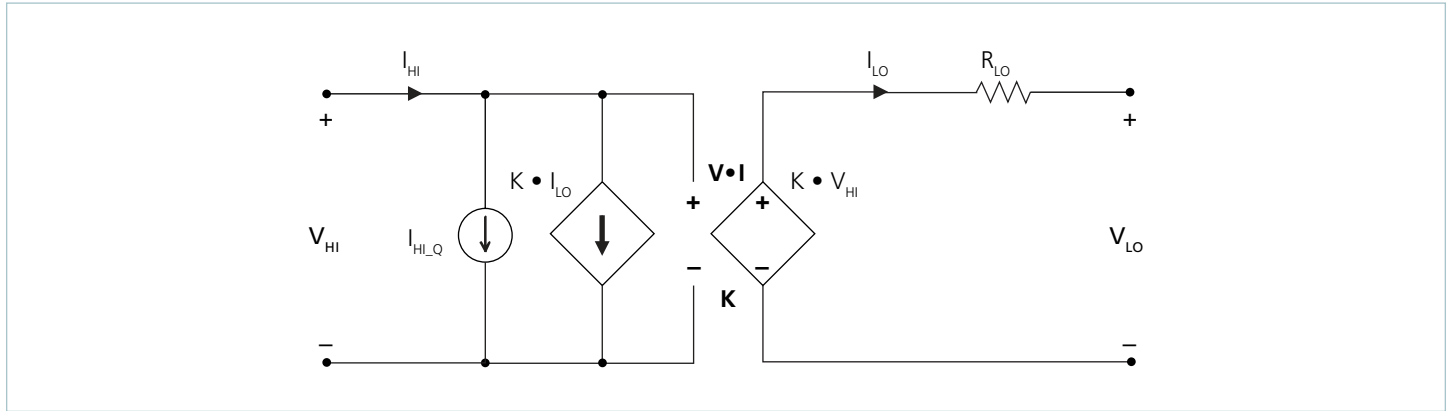 I_HI
I_LO
R_LO
+
+
V•I
K • I_LO
K • V_HI
+
+
V_HI
I_HI_Q
V_LO
–
–
K
–
–